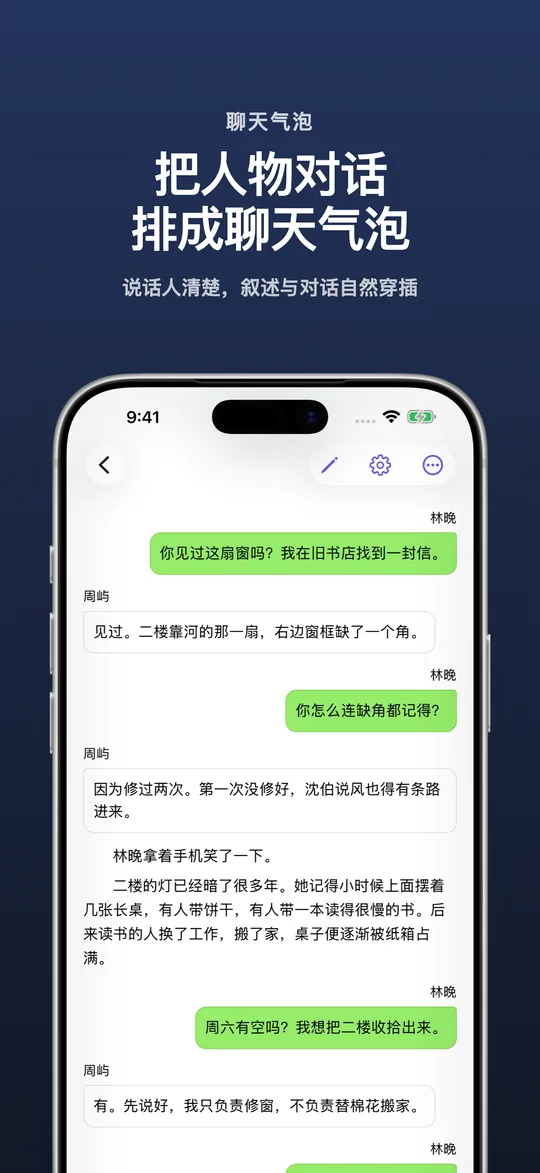 聊天气泡
把人物对话
排成聊天气泡
说话人清楚，叙述与对话自然穿插
9:41
林晚
你见过这扇窗吗？我在旧书店找到一封信。
周屿
见过。二楼靠河的那一扇，右边窗框缺了一个角。
林晚
你怎么连缺角都记得？
周屿
因为修过两次。第一次没修好，沈伯说风也得有条路
进来。
林晚拿着手机笑了一下。
二楼的灯已经暗了很多年。她记得小时候上面摆着
几张长桌，有人带饼干，有人带一本读得很慢的书。后
来读书的人换了工作，搬了家，桌子便逐渐被纸箱占
满。
林晚
周六有空吗？我想把二楼收拾出来。
周屿
有。先说好，我只负责修窗，不负责替棉花搬家。
林晚